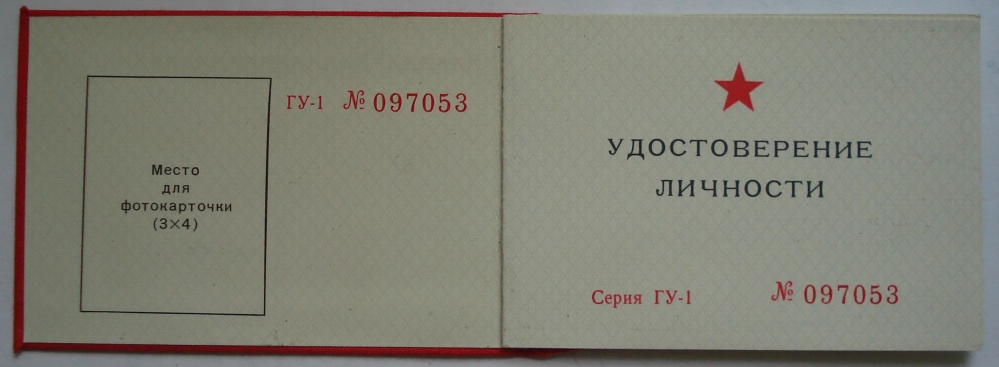 ГУ-1 № 097053
Место
для
фотокарточки
(3×4)
УДОСТОВЕРЕНИЕ
ЛИЧНОСТИ
Серия ГУ-1 № 097053